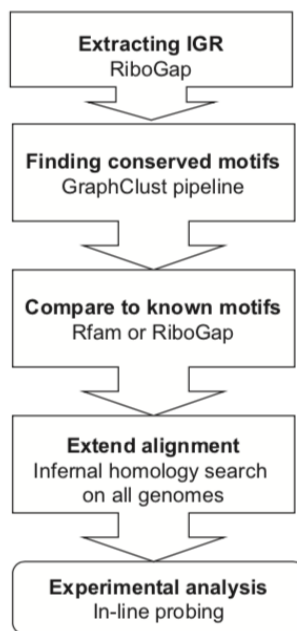 Extracting IGR
RiboGap
Finding conserved motifs
GraphClust pipeline
Compare to known motifs
Rfam or RiboGap
Extend alignment
Infernal homology search
on all genomes
Experimental analysis
In-line probing